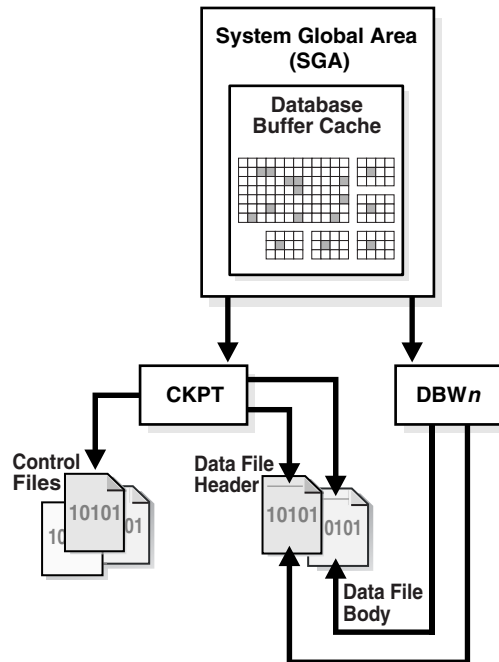 System Global Area
(SGA)
Database
Buffer Cache
CKPT
DBWn
Control
Files
Data File
Header
10101
10
01
10101
0101
Data File
Body